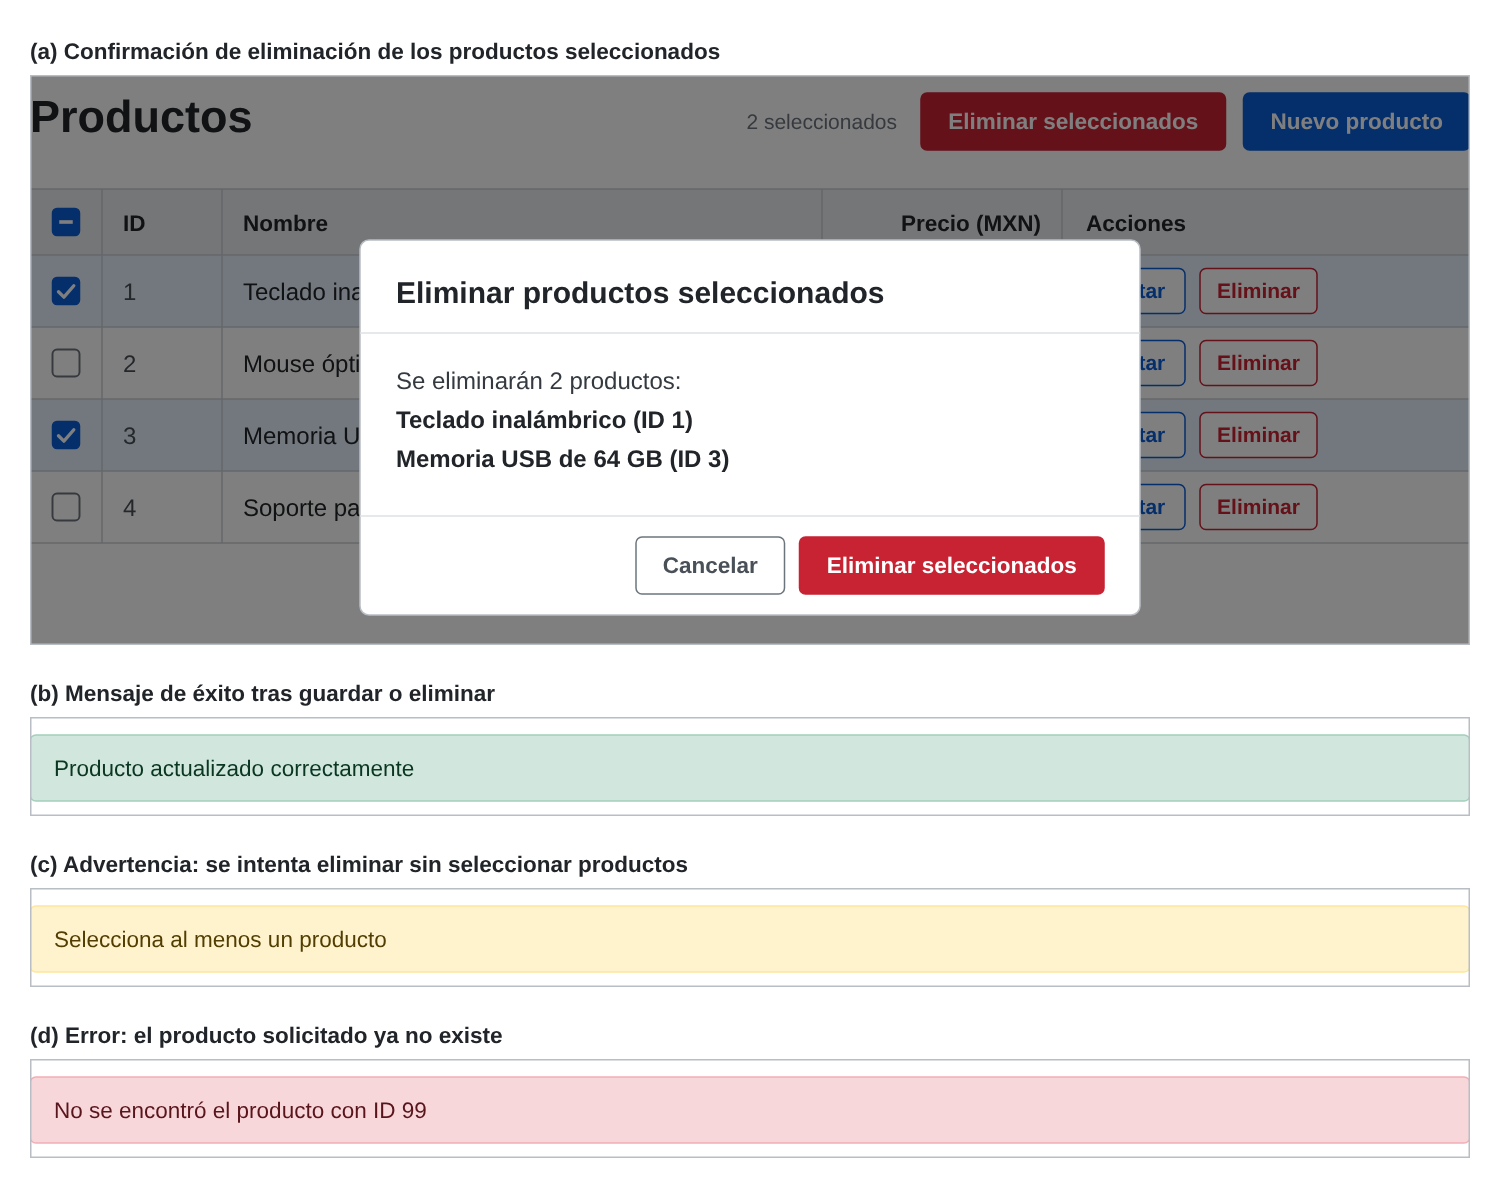 (a) Confirmación de eliminación de los productos seleccionados
Productos
2 seleccionados
Eliminar seleccionados
Nuevo producto
ID
Nombre
Precio (MXN)
Acciones
1
Teclado ina
tar
Eliminar
2
Mouse ópti
tar
Eliminar
3
Memoria U
tar
Eliminar
4
Soporte pa
tar
Eliminar
Eliminar productos seleccionados
Se eliminarán 2 productos:
Teclado inalámbrico (ID 1)
Memoria USB de 64 GB (ID 3)
Cancelar
Eliminar seleccionados
(b) Mensaje de éxito tras guardar o eliminar
Producto actualizado correctamente
(c) Advertencia: se intenta eliminar sin seleccionar productos
Selecciona al menos un producto
(d) Error: el producto solicitado ya no existe
No se encontró el producto con ID 99